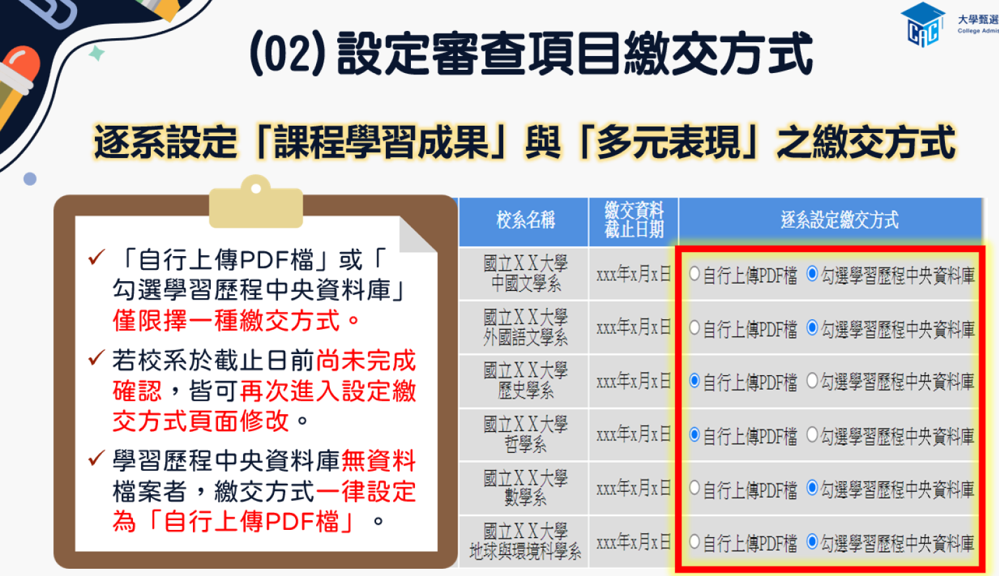 (02)設定審查項目繳交方式
大學甄選
College Admis
逐系設定「課程學習成果」與「多元表現」之繳交方式
✓「自行上傳PDF檔」或「
勾選學習歷程中央資料庫」
僅限擇一種繳交方式。
✓若校系於截止日前尚未完成
確認，皆可再次進入設定繳
交方式頁面修改。
✓學習歷程中央資料庫無資料
檔案者，繳交方式一律設定
為「自行上傳PDF檔」。
校系名稱
繳交資料
截止日期
逐系設定繳交方式
國立ＸＸ大學
中國文學系
xxx年x月x日
自行上傳PDF檔 勾選學習歷程中央資料庫
國立ＸＸ大學
外國語文學系
xxx年x月x日
自行上傳PDF檔 勾選學習歷程中央資料庫
國立ＸＸ大學
歷史學系
xxx年x月x日
自行上傳PDF檔 勾選學習歷程中央資料庫
國立ＸＸ大學
哲學系
xxx年x月x日
自行上傳PDF檔 勾選學習歷程中央資料庫
國立ＸＸ大學
數學系
xxx年x月x日
自行上傳PDF檔 勾選學習歷程中央資料庫
國立ＸＸ大學
地球與環境科學系
xxx年x月x日
自行上傳PDF檔 勾選學習歷程中央資料庫